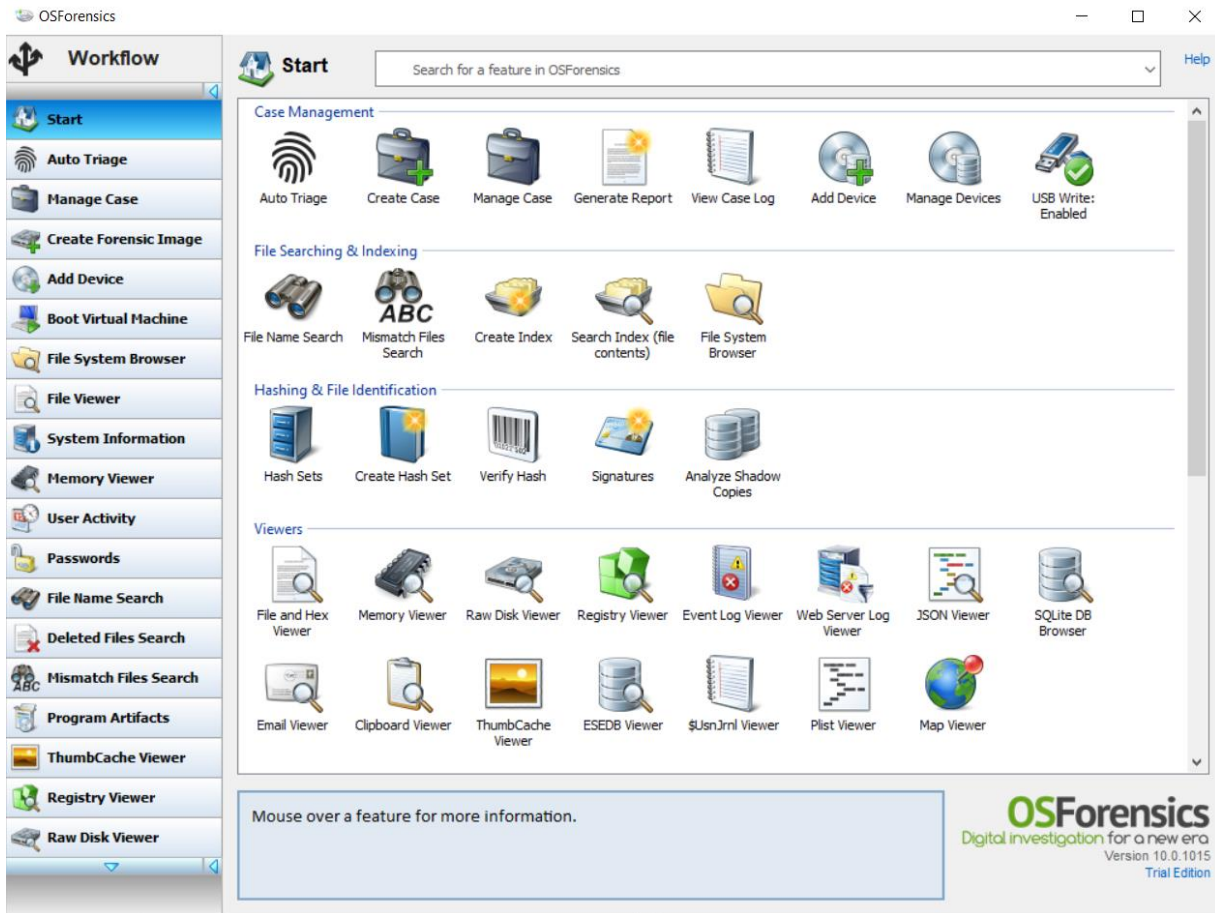 OSForensics
Workflow
Start
Auto Triage
Manage Case
Create Forensic Image
Add Device
Boot Virtual Machine
File System Browser
File Viewer
System Information
Memory Viewer
User Activity
Passwords
File Name Search
Deleted Files Search
ABC
Mismatch Files Search
Program Artifacts
ThumbCache Viewer
Registry Viewer
Raw Disk Viewer
Start
Search for a feature in OSForensics
Help
Case Management
Auto Triage
Create Case
Manage Case
Generate Report
View Case Log
Add Device
Manage Devices
USB Write:
Enabled
File Searching & Indexing
File Name Search
ABC
Mismatch Files
Search
Create Index
Search Index (file
contents)
File System
Browser
Hashing & File Identification
Hash Sets
Create Hash Set
Verify Hash
Signatures
Analyze Shadow
Copies
Viewers
File and Hex
Viewer
Memory Viewer
Raw Disk Viewer
Registry Viewer
Event Log Viewer
Web Server Log
Viewer
JSON Viewer
SQLite DB
Browser
Email Viewer
Clipboard Viewer
ThumbCache
Viewer
ESEDB Viewer
$UsnJrnl Viewer
Plist Viewer
Map Viewer
Mouse over a feature for more information.
OSForensics
Digital investigation for a new era
Version 10.0.1015
Trial Edition